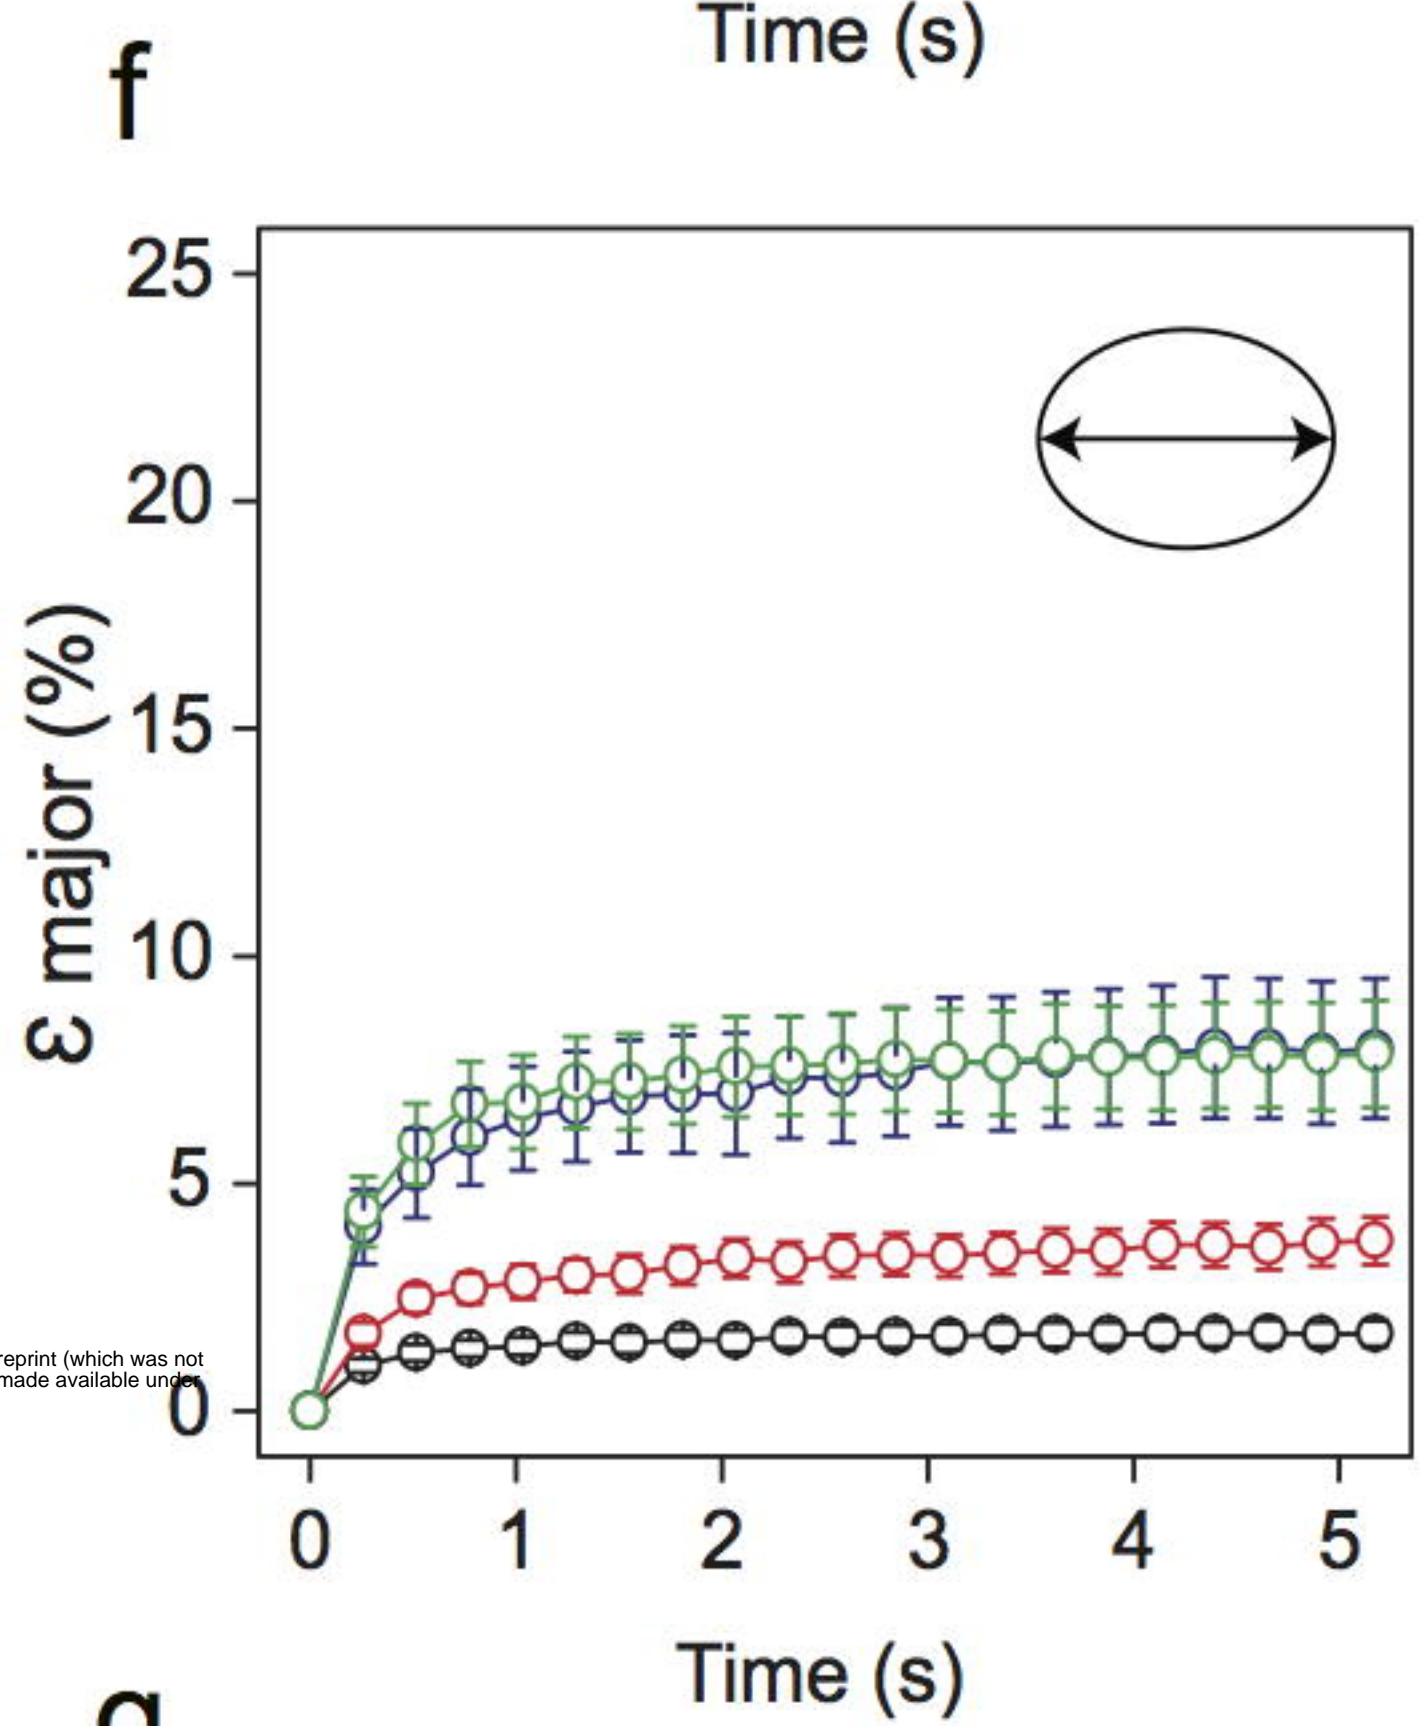 Time (s)
f
25
20
15
10
5
0
ε major (%)
reprint (which was not
made available under
0 1 2 3 4 5
Time (s)
g